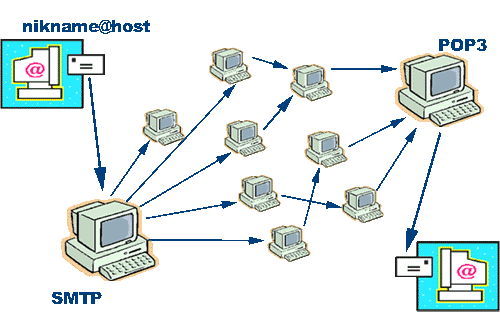 nikname@host
POP3
@
@
SMTP